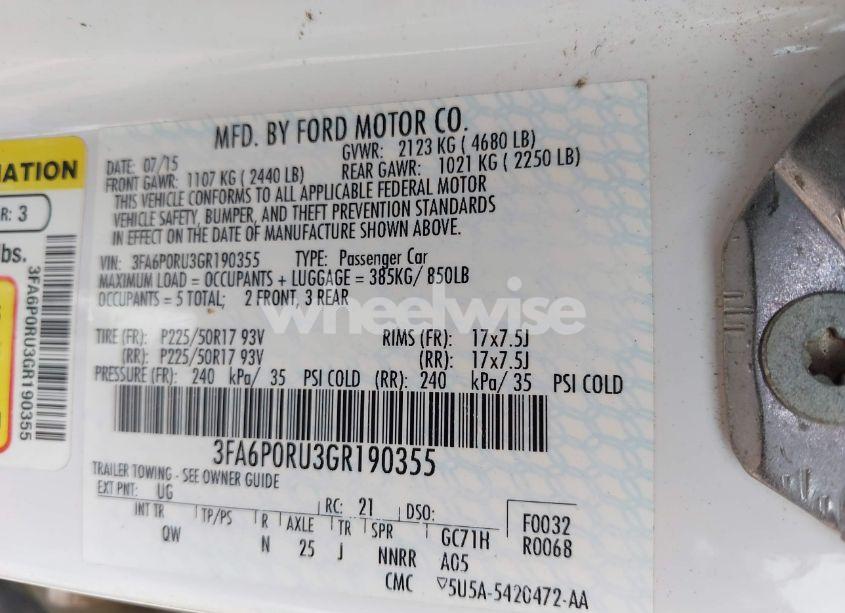 MFD. BY FORD MOTOR CO.
DATE: 07/15 GVWR: 2123 KG ( 4680 LB)
FRONT GAWR: 1107 KG ( 2440 LB) REAR GAWR: 1021 KG ( 2250 LB)
THIS VEHICLE CONFORMS TO ALL APPLICABLE FEDERAL MOTOR
VEHICLE SAFETY, BUMPER, AND THEFT PREVENTION STANDARDS
IN EFFECT ON THE DATE OF MANUFACTURE SHOWN ABOVE.
VIN: 3FA6P0RU3GR190355 TYPE: Passenger Car
MAXIMUM LOAD = OCCUPANTS + LUGGAGE = 385KG/ 850LB
OCCUPANTS = 5 TOTAL; 2 FRONT, 3 REAR
wheelwise
TIRE (FR): P225/50R17 93V RIMS (FR): 17x7.5J
(RR): P225/50R17 93V (RR): 17x7.5J
PRESSURE (FR): 240 kPa/ 35 PSI COLD (RR): 240 kPa/ 35 PSI COLD
3FA6P0RU3GR190355
TRAILER TOWING - SEE OWNER GUIDE
EXT PNT: UG RC: 21 DSO:
INT TR TP/PS R AXLE TR SPR GC71H F0032
QW N 25 J NNRR A05 R0068
CMC ▽5U5A-5420472-AA
MATION
R: 3
lbs.
3FA6P0RU3GR190355